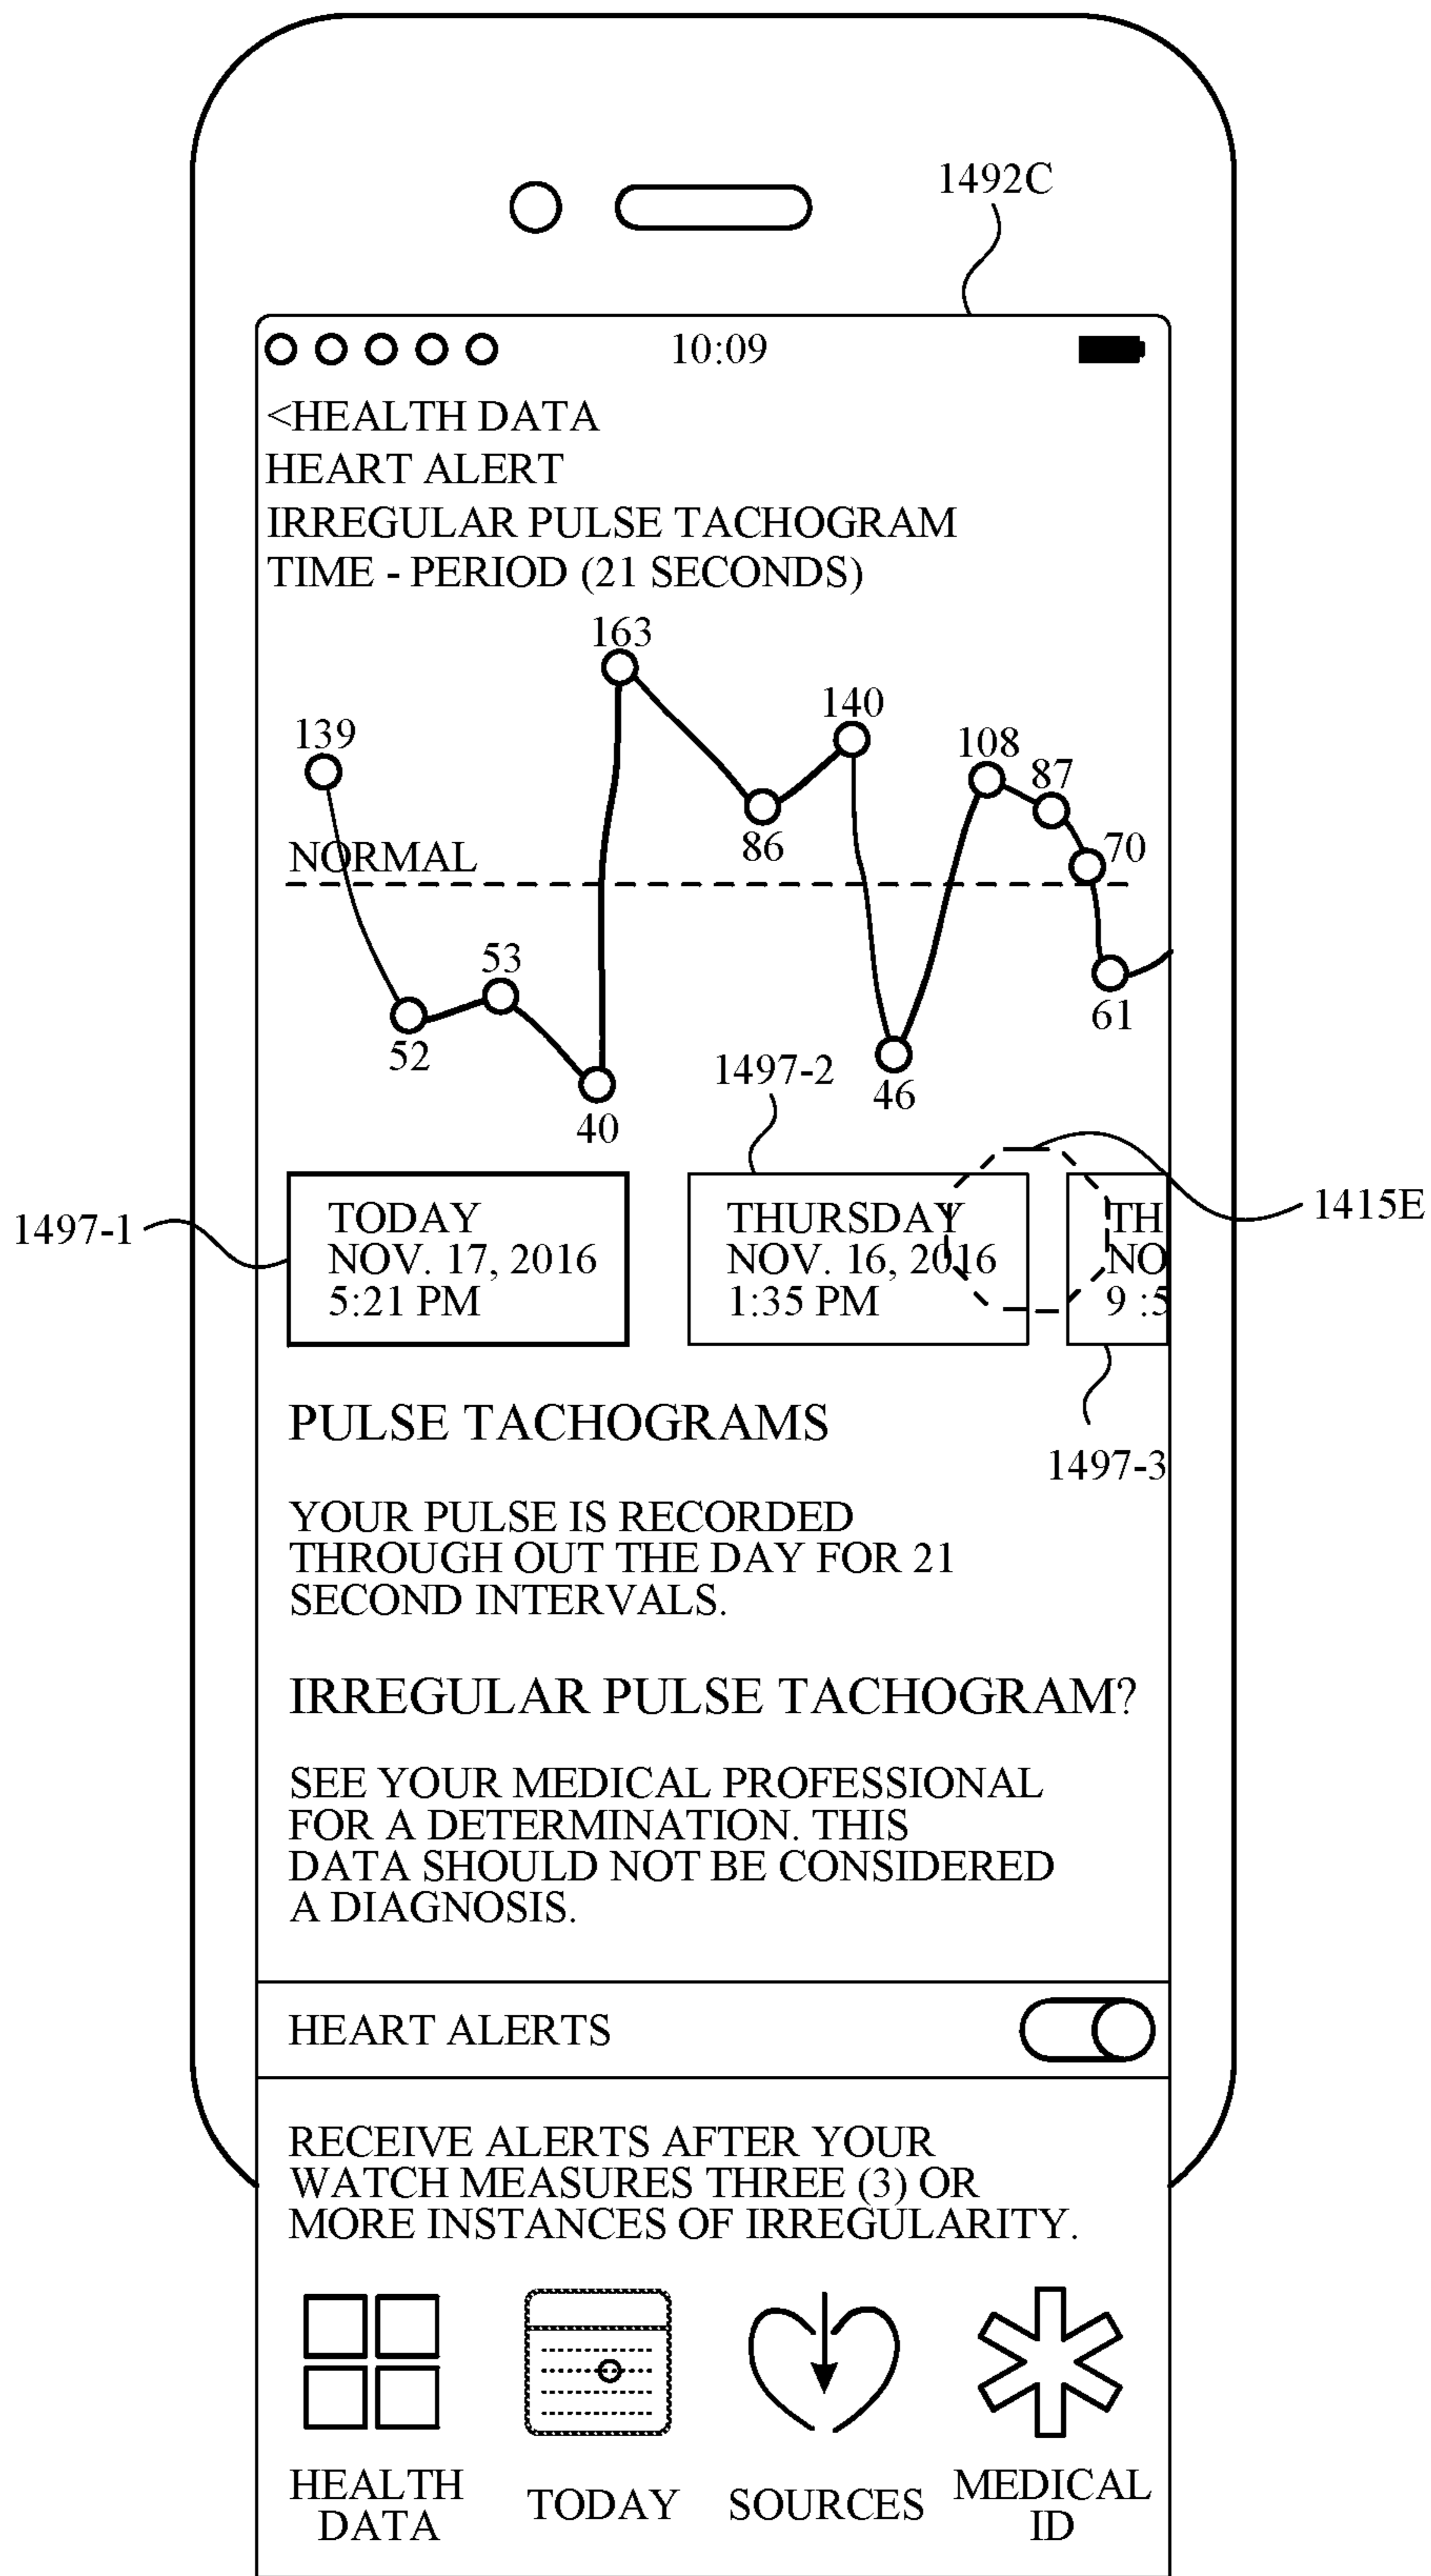 1492C
10:09
<HEALTH DATA
HEART ALERT
IRREGULAR PULSE TACHOGRAM
TIME - PERIOD (21 SECONDS)
163
140
139
108
87
NORMAL
86
70
53
61
52
1497-2
46
40
1497-1
TODAY
NOV. 17, 2016
5:21 PM
THURSDAY
NOV. 16, 2016
1:35 PM
TH
NO
9 :5
1415E
1497-3
PULSE TACHOGRAMS
YOUR PULSE IS RECORDED
THROUGH OUT THE DAY FOR 21
SECOND INTERVALS.
IRREGULAR PULSE TACHOGRAM?
SEE YOUR MEDICAL PROFESSIONAL
FOR A DETERMINATION. THIS
DATA SHOULD NOT BE CONSIDERED
A DIAGNOSIS.
HEART ALERTS
RECEIVE ALERTS AFTER YOUR
WATCH MEASURES THREE (3) OR
MORE INSTANCES OF IRREGULARITY.
HEALTH
DATA
TODAY
SOURCES
MEDICAL
ID